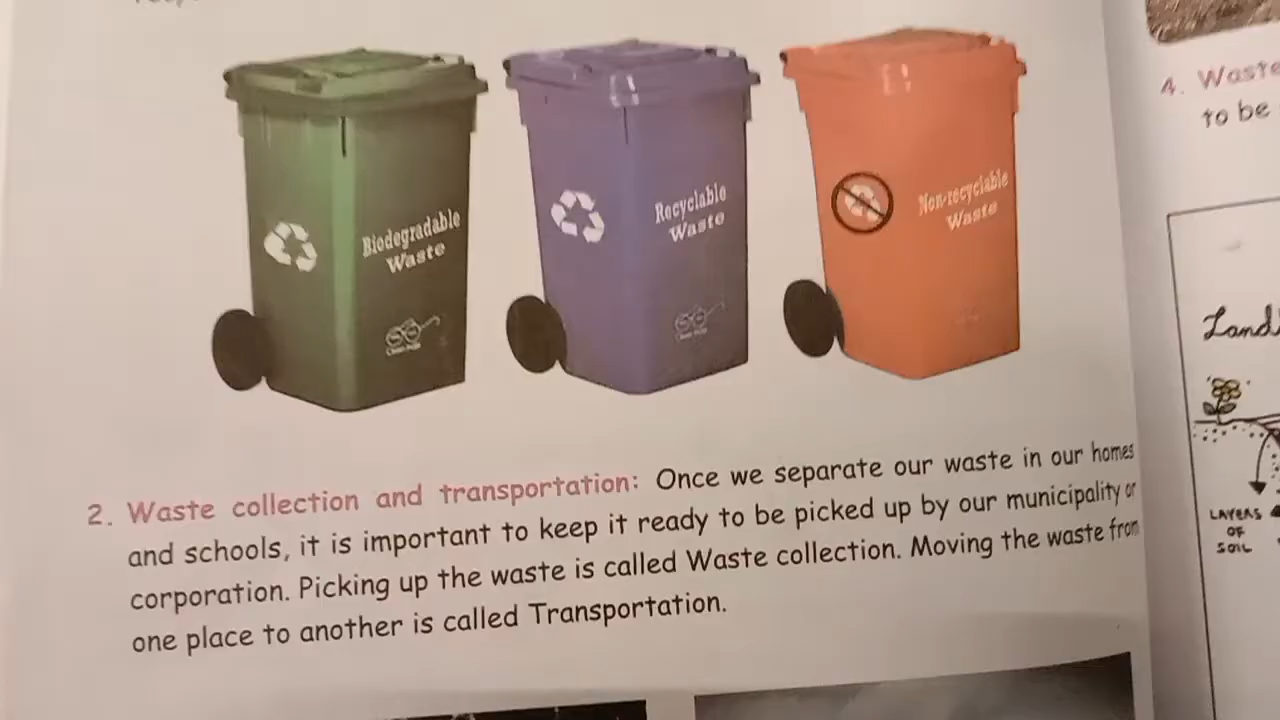 Biodegradable
Waste
Recyclable
Waste
Non-recyclable
Waste
2. Waste collection and transportation: Once we separate our waste in our homes
and schools, it is important to keep it ready to be picked up by our municipality or
corporation. Picking up the waste is called Waste collection. Moving the waste from
one place to another is called Transportation.
4. Waste
to be
Land
LAYERS
OF
SOIL